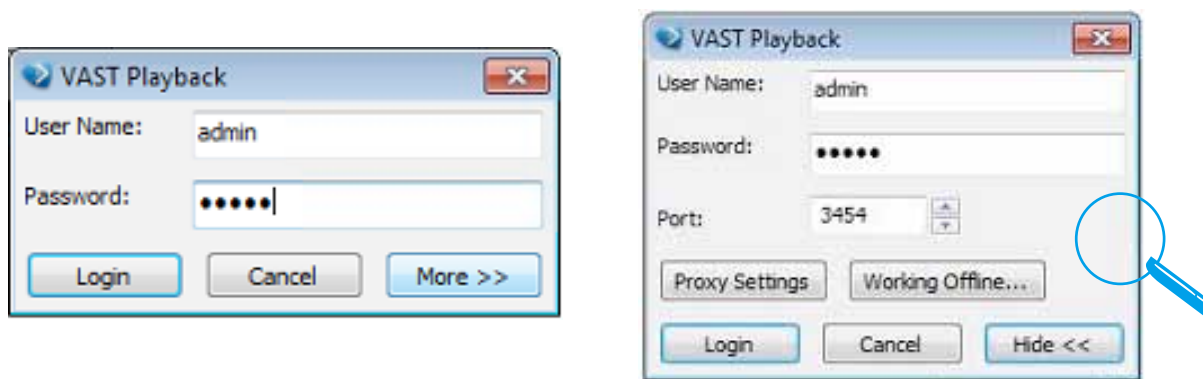 VAST Playback
User Name: admin
Password: •••••
Login Cancel More >>
VAST Playback
User Name: admin
Password: •••••
Port: 3454
Proxy Settings Working Offline...
Login Cancel Hide <<